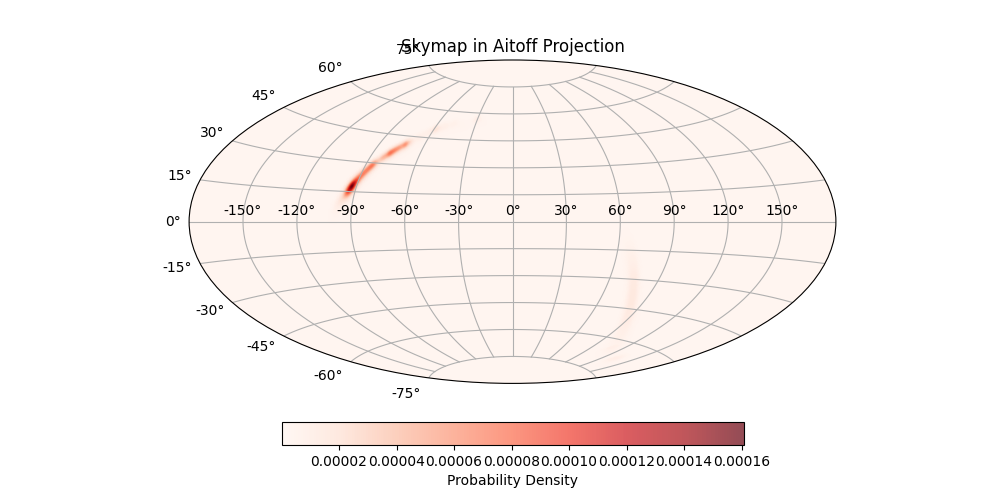 Skymap in Aitoff Projection
75°
60°
45°
30°
15°
-150° -120° -90° -60° -30° 0° 30° 60° 90° 120° 150°
0°
-15°
-30°
-45°
-60°
-75°
0.00002 0.00004 0.00006 0.00008 0.00010 0.00012 0.00014 0.00016
Probability Density